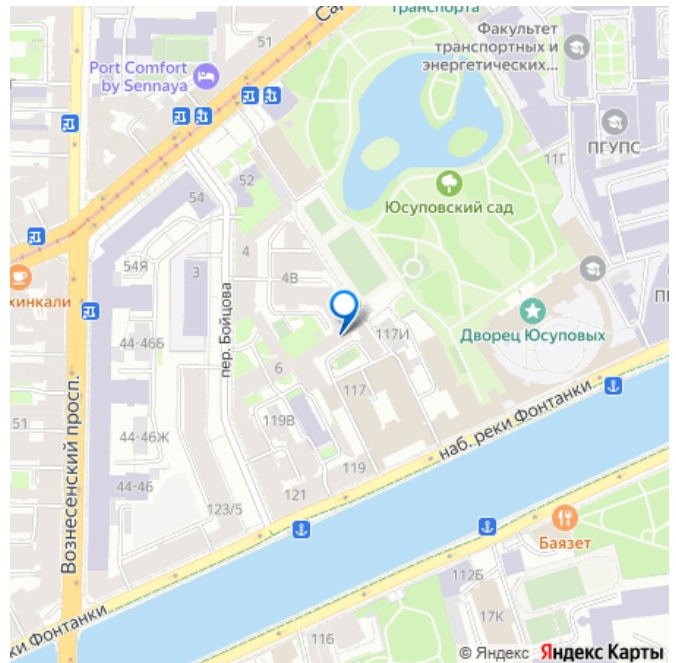 транспорта
Са
51
Факультет
транспортных и
энергетических...
Port Comfort
by Sennaya
ПГУПС
11Г
52
54
Юсуповский сад
4
54Я
3
4В
хинкали
пер. Бойцова
117И
Дворец Юсуповых
44-46Б
6
117
наб. реки Фонтанки
51
119В
44-46Ж
Вознесенский просп.
119
44-46
121
123/5
Баязет
112Б
17К
ки Фонтанки
116
© Яндекс Яндекс Карты